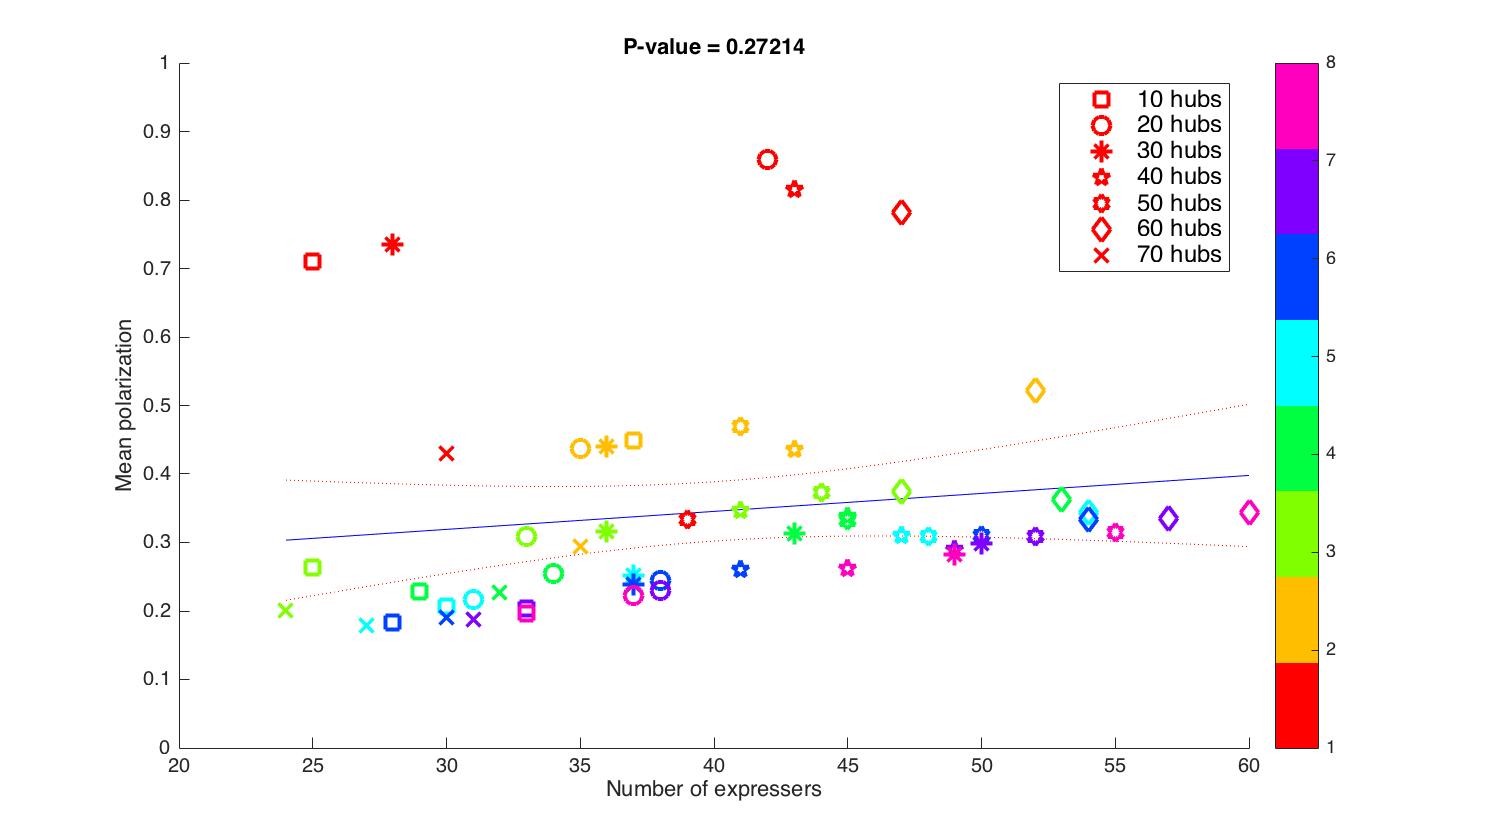 P-value = 0.27214
1
0.9
0.8
0.7
0.6
0.5
0.4
0.3
0.2
0.1
0
Mean polarization
20 25 30 35 40 45 50 55 60
Number of expressers
10 hubs
20 hubs
30 hubs
40 hubs
50 hubs
60 hubs
70 hubs
8
7
6
5
4
3
2
1